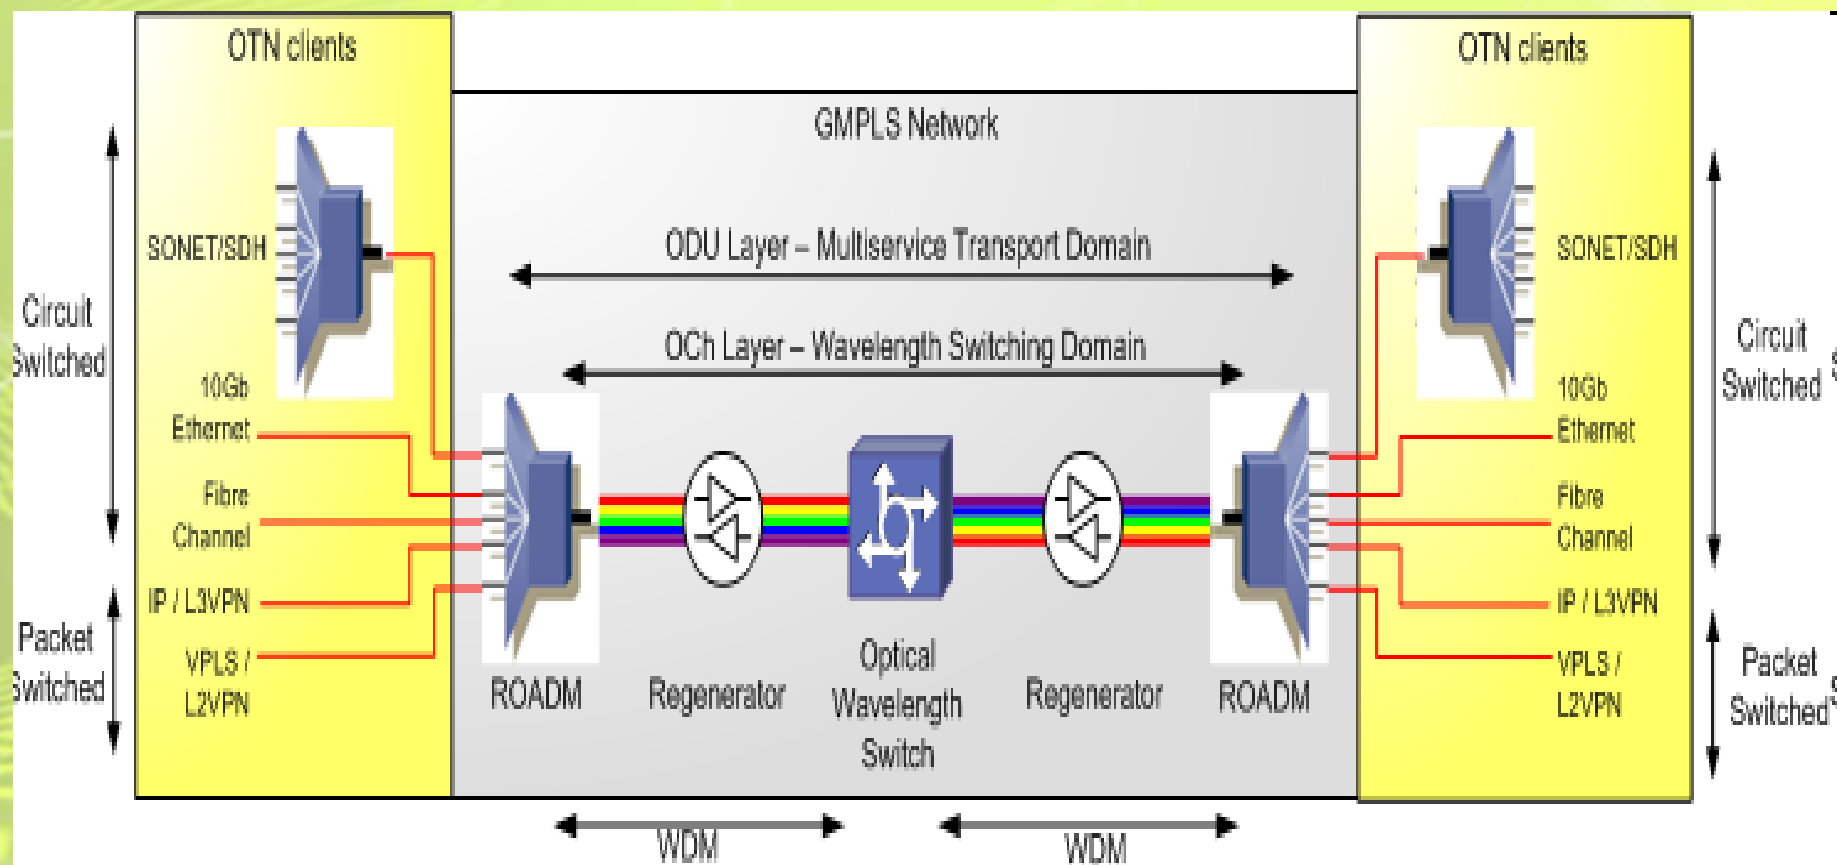 OTN clients
OTN clients
GMPLS Network
SONET/SDH
ODU Layer – Multiservice Transport Domain
SONET/SDH
Circuit
Switched
OCh Layer – Wavelength Switching Domain
Circuit
Switched
10Gb
Ethernet
10Gb
Ethernet
Fibre
Channel
Fibre
Channel
IP / L3VPN
IP / L3VPN
Packet
Switched
VPLS /
L2VPN
ROADM
Regenerator
Optical
Wavelength
Switch
Regenerator
ROADM
VPLS /
L2VPN
Packet
Switched
WDM
WDM